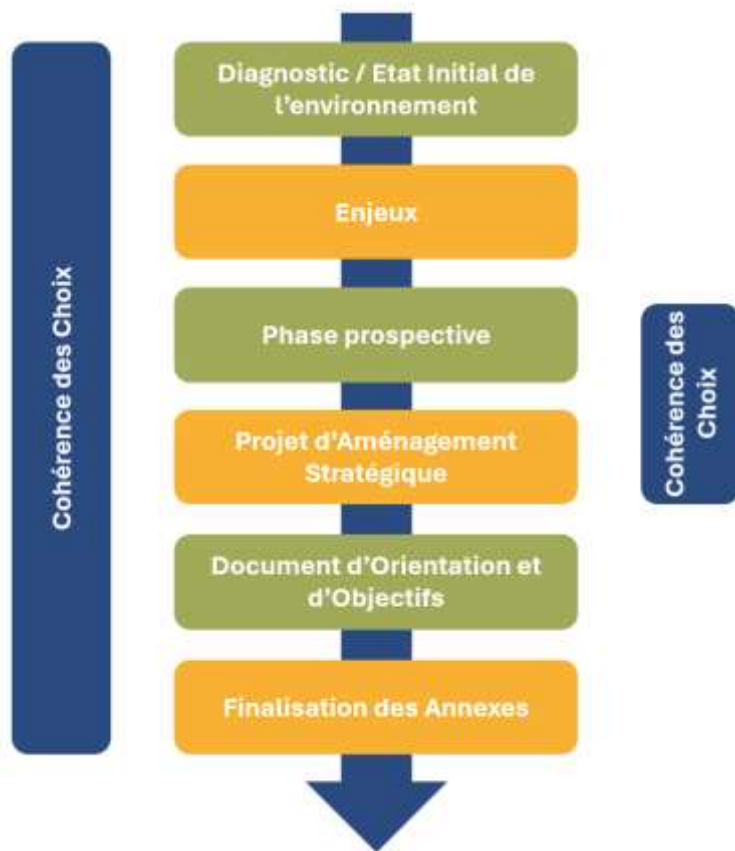 Cohérence des Choix
Diagnostic / Etat Initial de
l'environnement
Enjeux
Phase prospective
Projet d'Aménagement
Stratégique
Document d'Orientation et
d'Objectifs
Finalisation des Annexes
Cohérence des
Choix